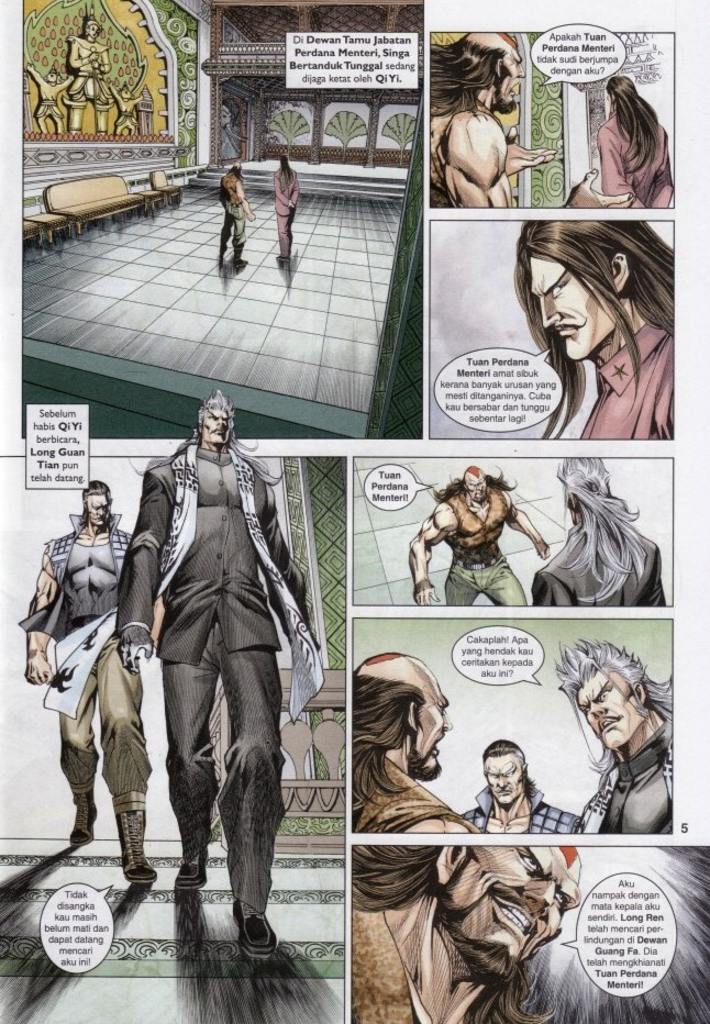 Di Dewan Tamu Jabatan
Perdana Menteri, Singa
Bertanduk Tunggal sedang
dijaga ketat oleh Qi Yi.
Apakah Tuan
Perdana Menteri
tidak sudi berjumpa
dengan aku?
Tuan Perdana
Menteri amat sibuk
kerana banyak urusan yang
mesti ditanganinya. Cuba
kau bersabar dan tunggu
sebentar lagi!
Sebelum
habis Qi Yi
berbicara,
Long Guan
Tian pun
telah datang.
Tidak
disangka
kau masih
belum mati dan
dapat datang
mencari
aku ini!
Tuan
Perdana
Menteri!
Cakaplah! Apa
yang hendak kau
ceritakan kepada
aku ini?
Aku
nampak dengan
mata kepala aku
sendiri. Long Ren
telah mencari per-
lindungan di Dewan
Guang Fa. Dia
telah mengkhianati
Tuan Perdana
Menteri!
5